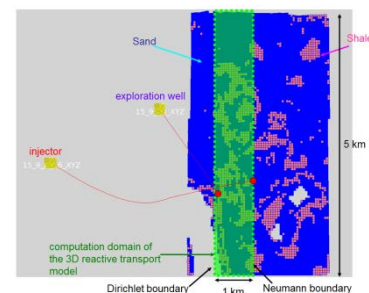 Sand
Shale
exploration well
injector
5 km
computation domain of
the 3D reactive transport
model
Dirichlet boundary
1 km
Neumann boundary